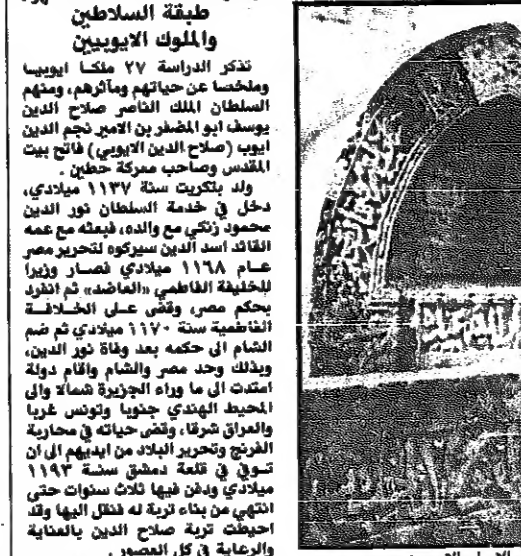 طبقة السلاطين
والملوك الايوبيين
تذكر الدراسة ٢٧ ملكا ايوبيا
وملخصا عن حياتهم ومآثرهم، ومنهم
السلطان الملك الناصر صلاح الدين
يوسف ابو المضفر بن الامير نجم الدين
ايوب (صلاح الدين الايوبي) فاتح بيت
المقدس وصاحب معركة حطين .
ولد بتكريت سنة ١١٣٧ ميلادي،
دخل في خدمة السلطان نور الدين
محمود زنكي مع والده، فبعثه مع عمه
القائد اسد الدين سيركوه لتحرير مصر
عام ١١٦٨ ميلادي فصار وزيرا
للخليفة الفاطمي «العاضد» ثم انفرد
بحكم مصر، وقضى على الخلافة
الفاطمية سنة ١١٧٠ ميلادي ثم ضم
الشام الى حكمه بعد وفاة نور الدين،
وبذلك وحد مصر والشام واقام دولة
امتدت الى ما وراء الجزيرة شمالا والى
المحيط الهندي جنوبا وتونس غربا
والعراق شرقا، وقضى حياته في محاربة
الفرنج وتحرير البلاد من ايديهم الى ان
توفي في قلعة دمشق سنة ١١٩٣
ميلادي ودفن فيها ثلاث سنوات حتى
انتهي من بناء تربة له فنقل اليها وقد
احيطت تربة صلاح الدين بالعناية
والرعاية في كل العصور .